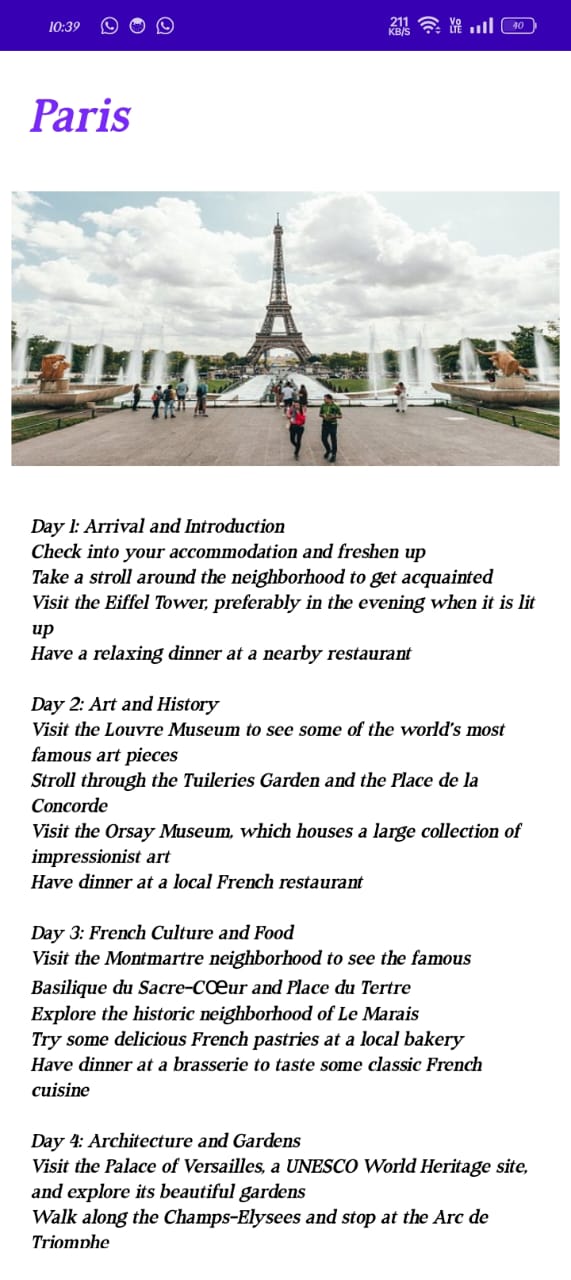 10:39
211
KB/S
Vo
LTE
40
Paris
Day 1: Arrival and Introduction
Check into your accommodation and freshen up
Take a stroll around the neighborhood to get acquainted
Visit the Eiffel Tower, preferably in the evening when it is lit
up
Have a relaxing dinner at a nearby restaurant
Day 2: Art and History
Visit the Louvre Museum to see some of the world's most
famous art pieces
Stroll through the Tuileries Garden and the Place de la
Concorde
Visit the Orsay Museum, which houses a large collection of
impressionist art
Have dinner at a local French restaurant
Day 3: French Culture and Food
Visit the Montmartre neighborhood to see the famous
Basilique du Sacre-CŒur and Place du Tertre
Explore the historic neighborhood of Le Marais
Try some delicious French pastries at a local bakery
Have dinner at a brasserie to taste some classic French
cuisine
Day 4: Architecture and Gardens
Visit the Palace of Versailles, a UNESCO World Heritage site,
and explore its beautiful gardens
Walk along the Champs-Elysees and stop at the Arc de
Triomphe